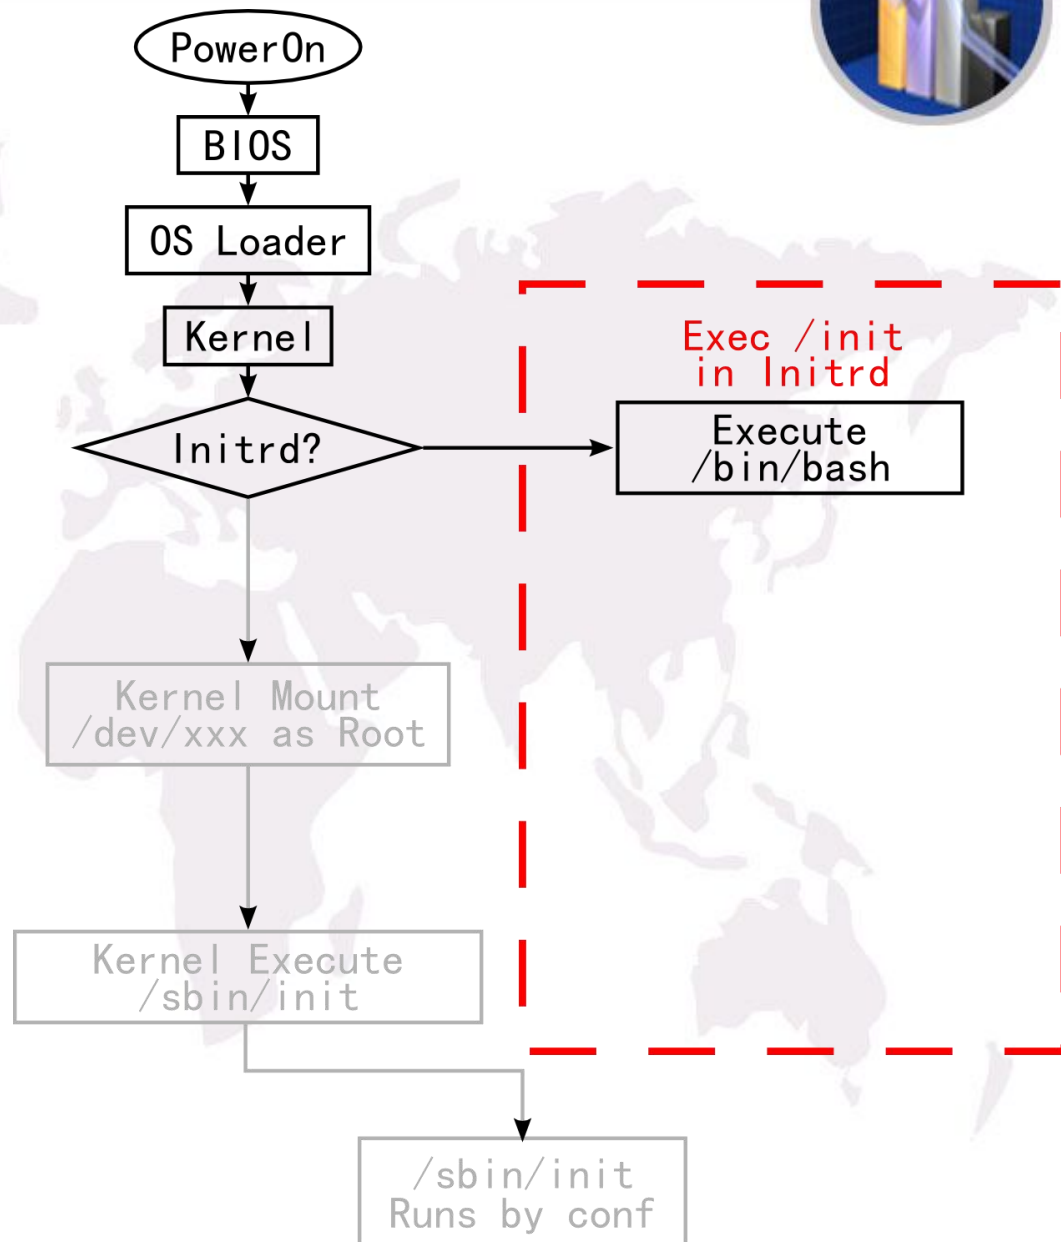 PowerOn
BIOS
OS Loader
Kernel
Initrd?
Exec /init
in Initrd
Execute
/bin/bash
Kernel Mount
/dev/xxx as Root
Kernel Execute
/sbin/init
/sbin/init
Runs by conf